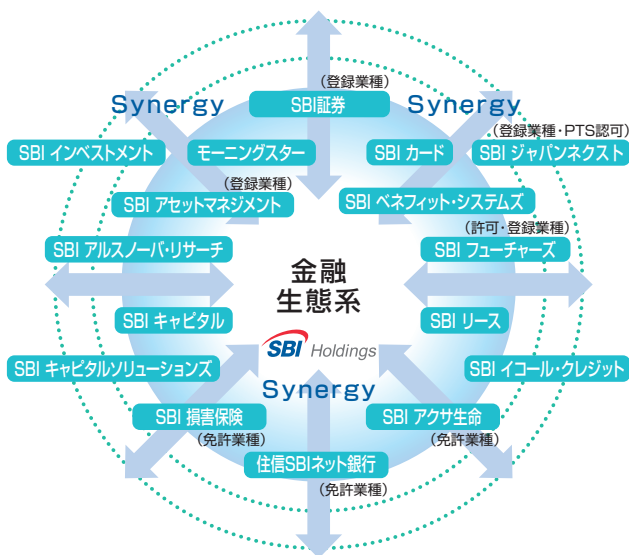 (登録業種)
SBI証券
Synergy
Synergy
(登録業種・PTS認可)
SBI インベストメント
モーニングスター
SBI カード
SBI ジャパンネクスト
(登録業種)
SBI アセットマネジメント
SBI ベネフィット・システムズ
(許可・登録業種)
SBI アルスノーバ・リサーチ
SBI フューチャーズ
金融
生態系
SBI キャピタル
SBI リース
SBI Holdings
SBI キャピタルソリューションズ
SBI イコール・クレジット
Synergy
SBI 損害保険
SBI アクサ生命
(免許業種)
(免許業種)
住信SBIネット銀行
(免許業種)